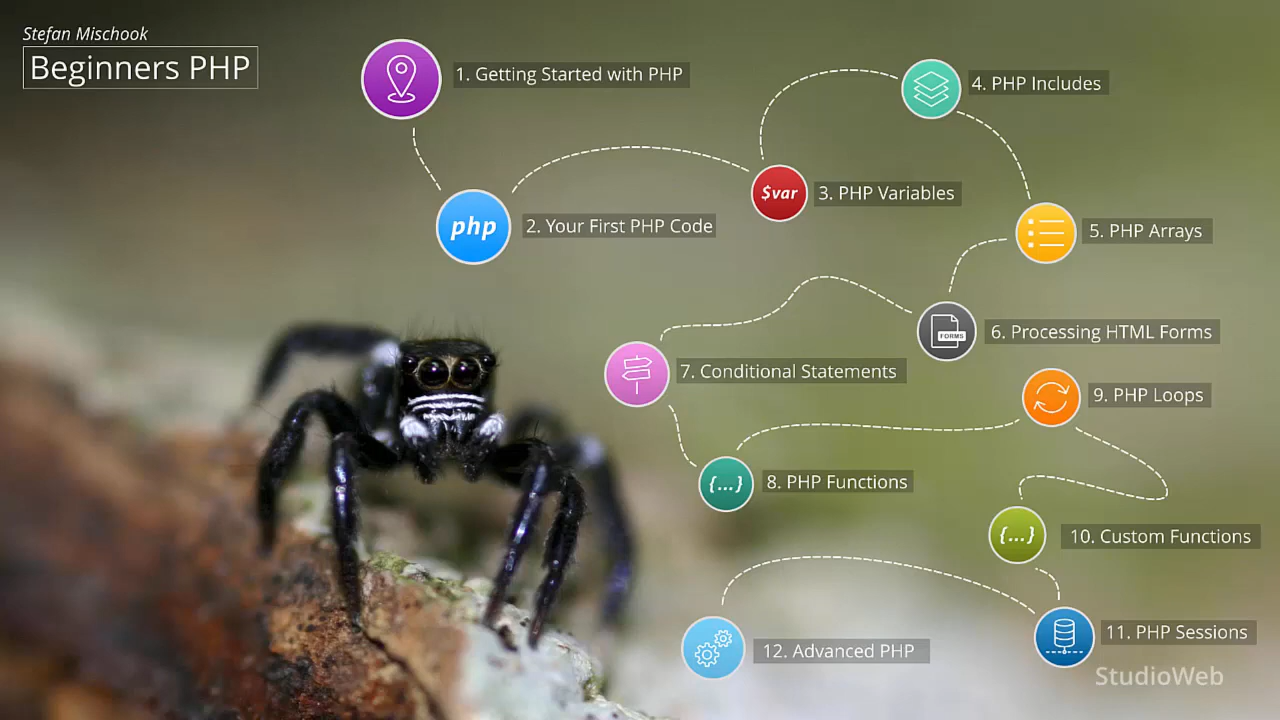 Stefan Mischook
Beginners PHP
1. Getting Started with PHP
php
2. Your First PHP Code
$var
3. PHP Variables
4. PHP Includes
5. PHP Arrays
FORMS
6. Processing HTML Forms
7. Conditional Statements
{...}
8. PHP Functions
9. PHP Loops
{...}
10. Custom Functions
11. PHP Sessions
12. Advanced PHP
StudioWeb